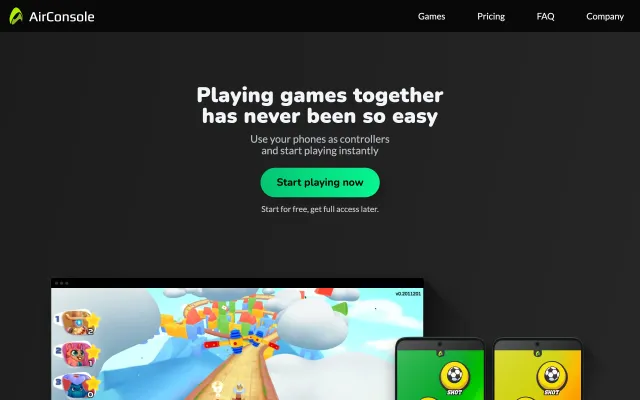 AirConsole
Games
Pricing
FAQ
Company
Playing games together
has never been so easy
Use your phones as controllers
and start playing instantly
Start playing now
Start for free, get full access later.
v0.2011201
1
2
2
1
3
0
SHOT
SHOT